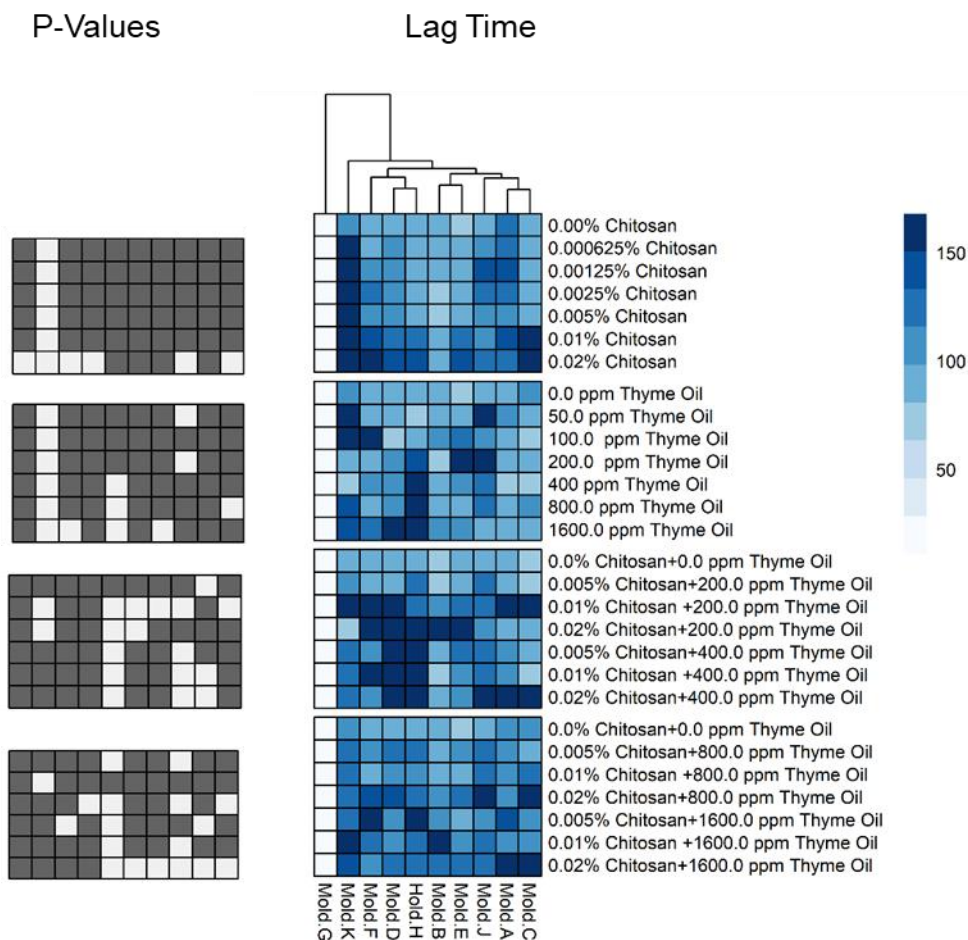 P-Values
Lag Time
0.00% Chitosan
0.000625% Chitosan
0.00125% Chitosan
0.0025% Chitosan
0.005% Chitosan
0.01% Chitosan
0.02% Chitosan
0.0 ppm Thyme Oil
50.0 ppm Thyme Oil
100.0 ppm Thyme Oil
200.0 ppm Thyme Oil
400 ppm Thyme Oil
800.0 ppm Thyme Oil
1600.0 ppm Thyme Oil
0.0% Chitosan+0.0 ppm Thyme Oil
0.005% Chitosan+200.0 ppm Thyme Oil
0.01% Chitosan +200.0 ppm Thyme Oil
0.02% Chitosan+200.0 ppm Thyme Oil
0.005% Chitosan+400.0 ppm Thyme Oil
0.01% Chitosan +400.0 ppm Thyme Oil
0.02% Chitosan+400.0 ppm Thyme Oil
0.0% Chitosan+0.0 ppm Thyme Oil
0.005% Chitosan+800.0 ppm Thyme Oil
0.01% Chitosan +800.0 ppm Thyme Oil
0.02% Chitosan+800.0 ppm Thyme Oil
0.005% Chitosan+1600.0 ppm Thyme Oil
0.01% Chitosan +1600.0 ppm Thyme Oil
0.02% Chitosan+1600.0 ppm Thyme Oil
150
100
50
Mold.G
Mold.K
Mold.F
Mold.D
Hold.H
Mold.B
Mold.E
Mold.J
Mold.A
Mold.C